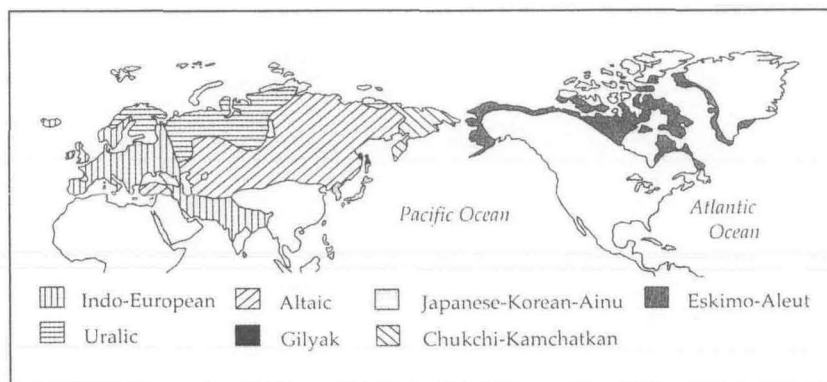 Pacific Ocean
Atlantic
Ocean
Indo-European
Altaic
Japanese-Korean-Ainu
Eskimo-Aleut
Uralic
Gilyak
Chukchi-Kamchatkan